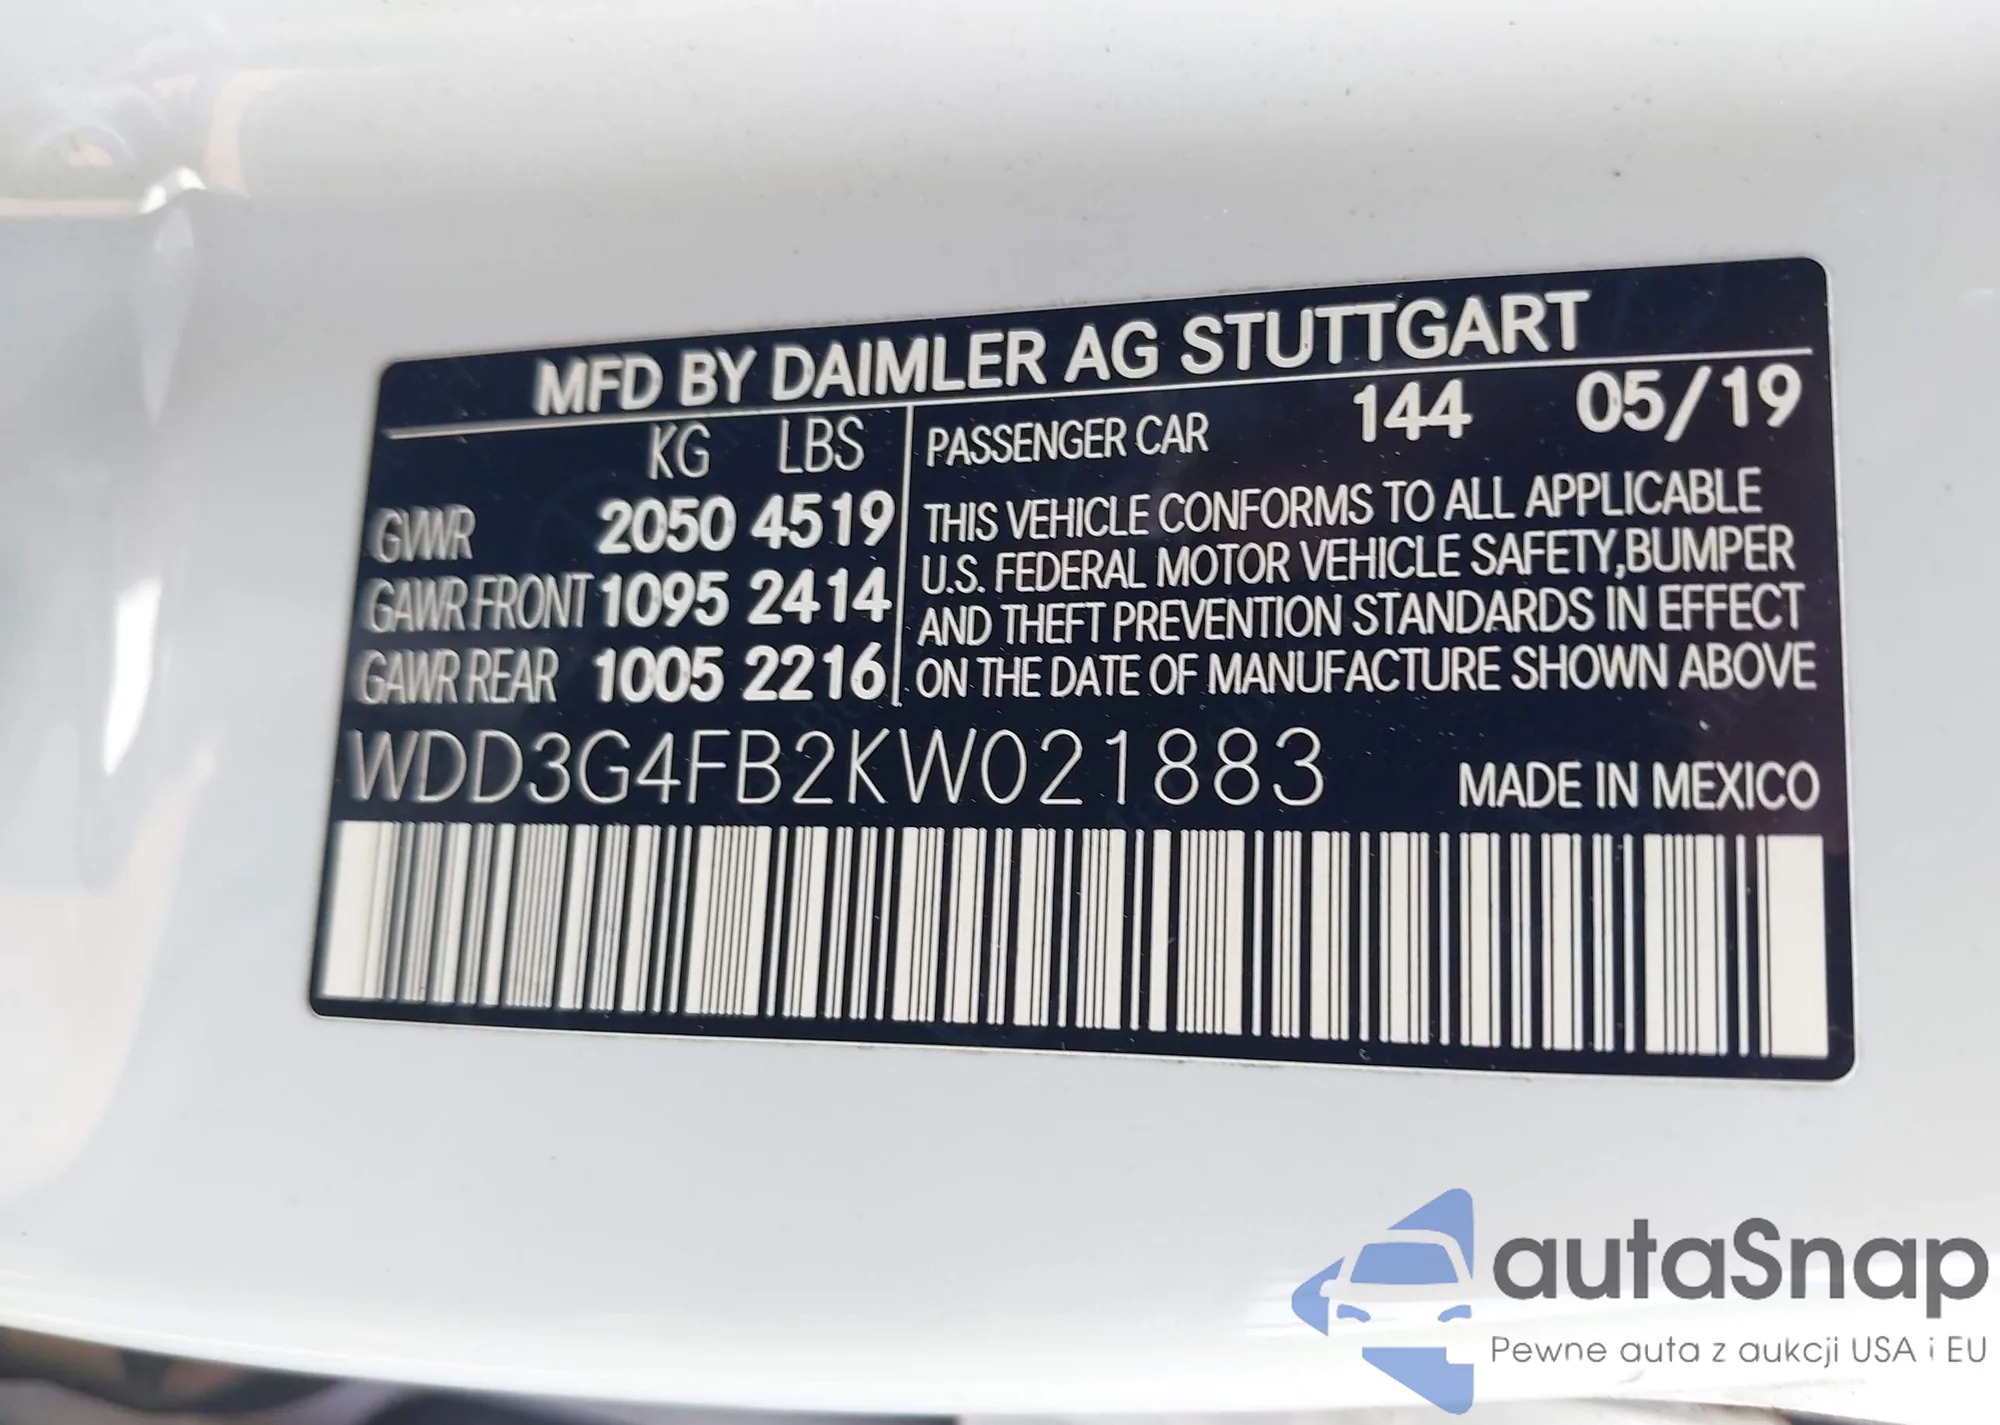 MFD BY DAIMLER AG STUTTGART
KG LBS
GVWR 2050 4519
GAWR FRONT 1095 2414
GAWR REAR 1005 2216
PASSENGER CAR 144 05/19
THIS VEHICLE CONFORMS TO ALL APPLICABLE
U.S. FEDERAL MOTOR VEHICLE SAFETY,BUMPER
AND THEFT PREVENTION STANDARDS IN EFFECT
ON THE DATE OF MANUFACTURE SHOWN ABOVE
WDD3G4FB2KW021883 MADE IN MEXICO
autaSnap
Pewne auta z aukcji USA i EU